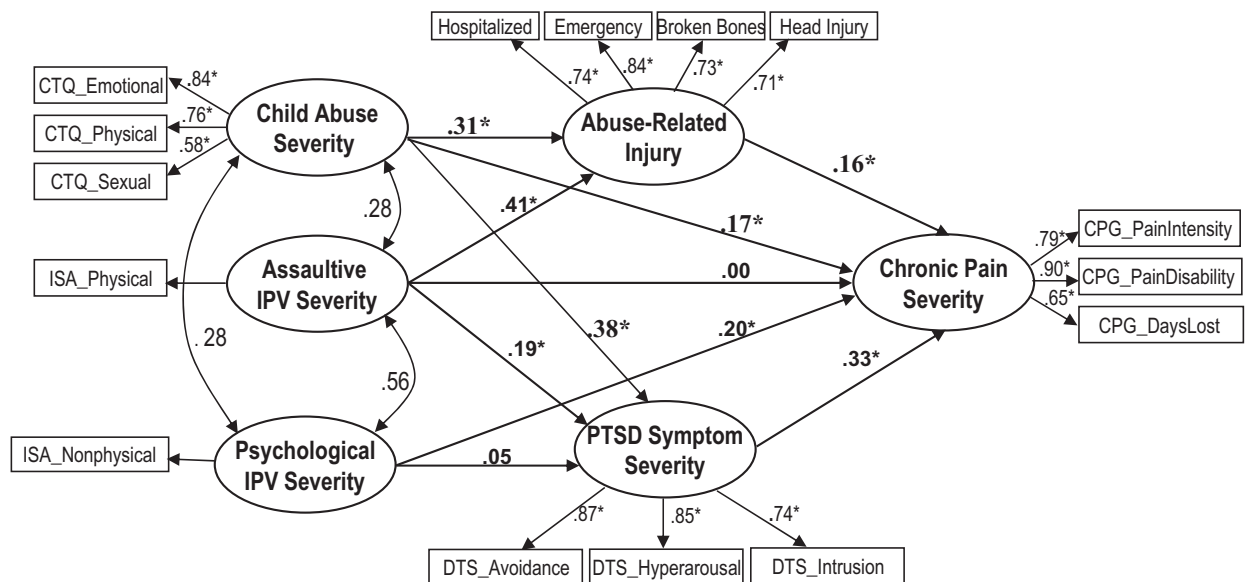 Hospitalized
Emergency
Broken Bones
Head Injury
.74*
.84*
.73*
.71*
CTQ_Emotional
CTQ_Physical
CTQ_Sexual
.84*
.76*
.58*
Child Abuse
Severity
.31*
Abuse-Related
Injury
.16*
.28
.41*
.17*
ISA_Physical
Assaultive
IPV Severity
.00
Chronic Pain
Severity
.79*
.90*
.65*
CPG_PainIntensity
CPG_PainDisability
CPG_DaysLost
. 28
.19*
.38*
.20*
.33*
.56
ISA_Nonphysical
Psychological
IPV Severity
.05
PTSD Symptom
Severity
.87*
.85*
.74*
DTS_Avoidance
DTS_Hyperarousal
DTS_Intrusion